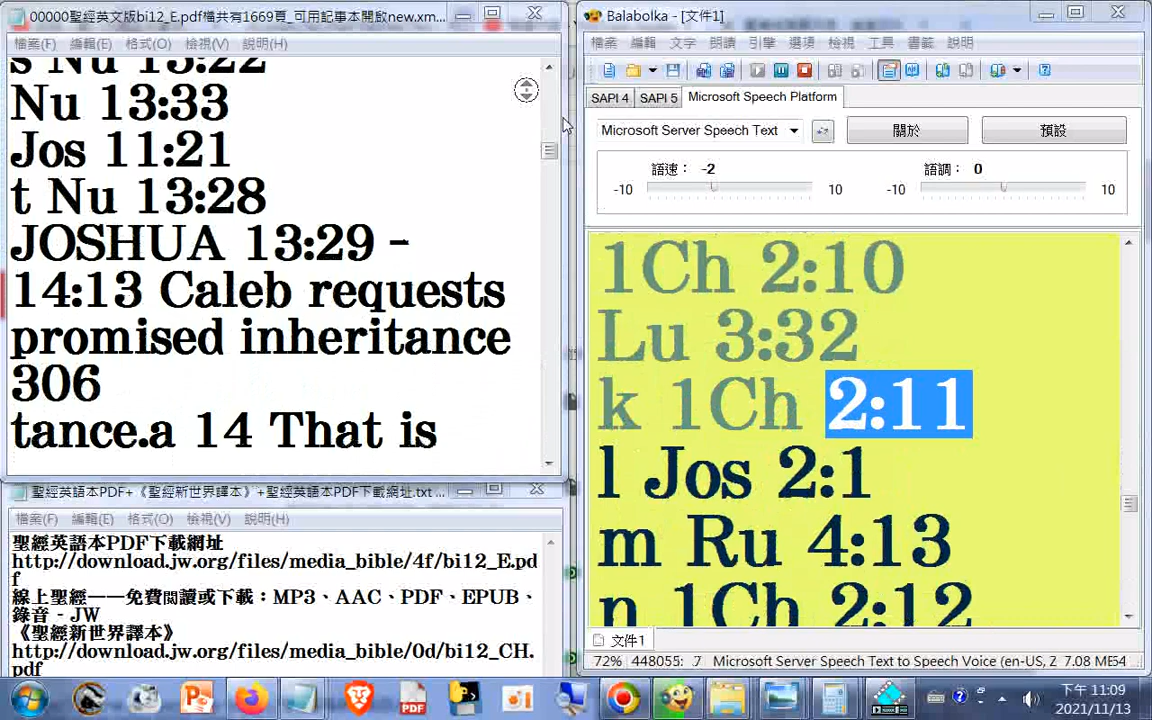 00000聖經英文版bi12_E.pdf檔共有1669頁_可用記事本開啟new.xm...
檔案(F) 編輯(E) 格式(O) 檢視(V) 說明(H)
s Nu 13:22
Nu 13:33
Jos 11:21
t Nu 13:28
JOSHUA 13:29 -
14:13 Caleb requests
promised inheritance
306
tance.a 14 That is
聖經英語本PDF+《聖經新世界譯本》+聖經英語本PDF下載網址.txt ...
檔案(F) 編輯(E) 格式(O) 檢視(V) 說明(H)
聖經英語本PDF下載網址
http://download.jw.org/files/media_bible/4f/bi12_E.pd
f
線上聖經——免費閱讀或下載：MP3、AAC、PDF、EPUB、
錄音 - JW
《聖經新世界譯本》
http://download.jw.org/files/media_bible/0d/bi12_CH.
pdf
Balabolka - [文件1]
檔案 編輯 文字 朗讀 引擎 選項 檢視 工具 書籤 說明
SAPI 4 SAPI 5 Microsoft Speech Platform
Microsoft Server Speech Text 關於 預設
語速： -2 語調： 0
-10 10 -10 10
1Ch 2:10
Lu 3:32
k 1Ch 2:11
l Jos 2:1
m Ru 4:13
n 1Ch 2:12
文件1
72% 448055: .7 Microsoft Server Speech Text to Speech Voice (en-US, Z 7.08 ME54
PDF
下午 11:09
2021/11/13